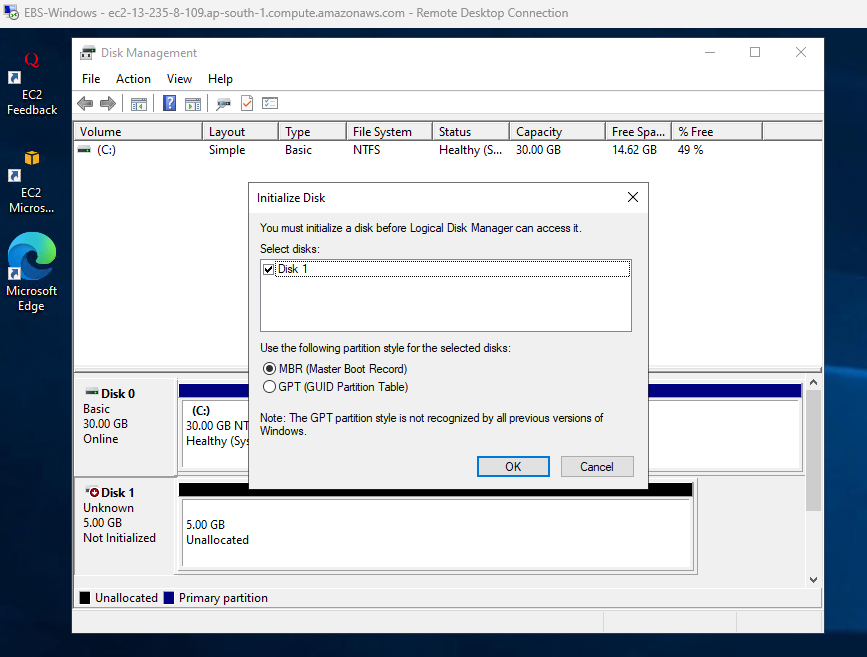 EBS-Windows - ec2-13-235-8-109.ap-south-1.compute.amazonaws.com - Remote Desktop Connection
EC2
Feedback
EC2
Micros...
Microsoft
Edge
Disk Management
File Action View Help
Volume Layout Type File System Status Capacity Free Spa... % Free
(C:) Simple Basic NTFS Healthy (S... 30.00 GB 14.62 GB 49 %
Initialize Disk
You must initialize a disk before Logical Disk Manager can access it.
Select disks:
Disk 1
Use the following partition style for the selected disks:
MBR (Master Boot Record)
GPT (GUID Partition Table)
Note: The GPT partition style is not recognized by all previous versions of
Windows.
OK Cancel
Disk 0
Basic
30.00 GB
Online
(C:)
30.00 GB NT
Healthy (Sys
Disk 1
Unknown
5.00 GB
Not Initialized
5.00 GB
Unallocated
Unallocated Primary partition